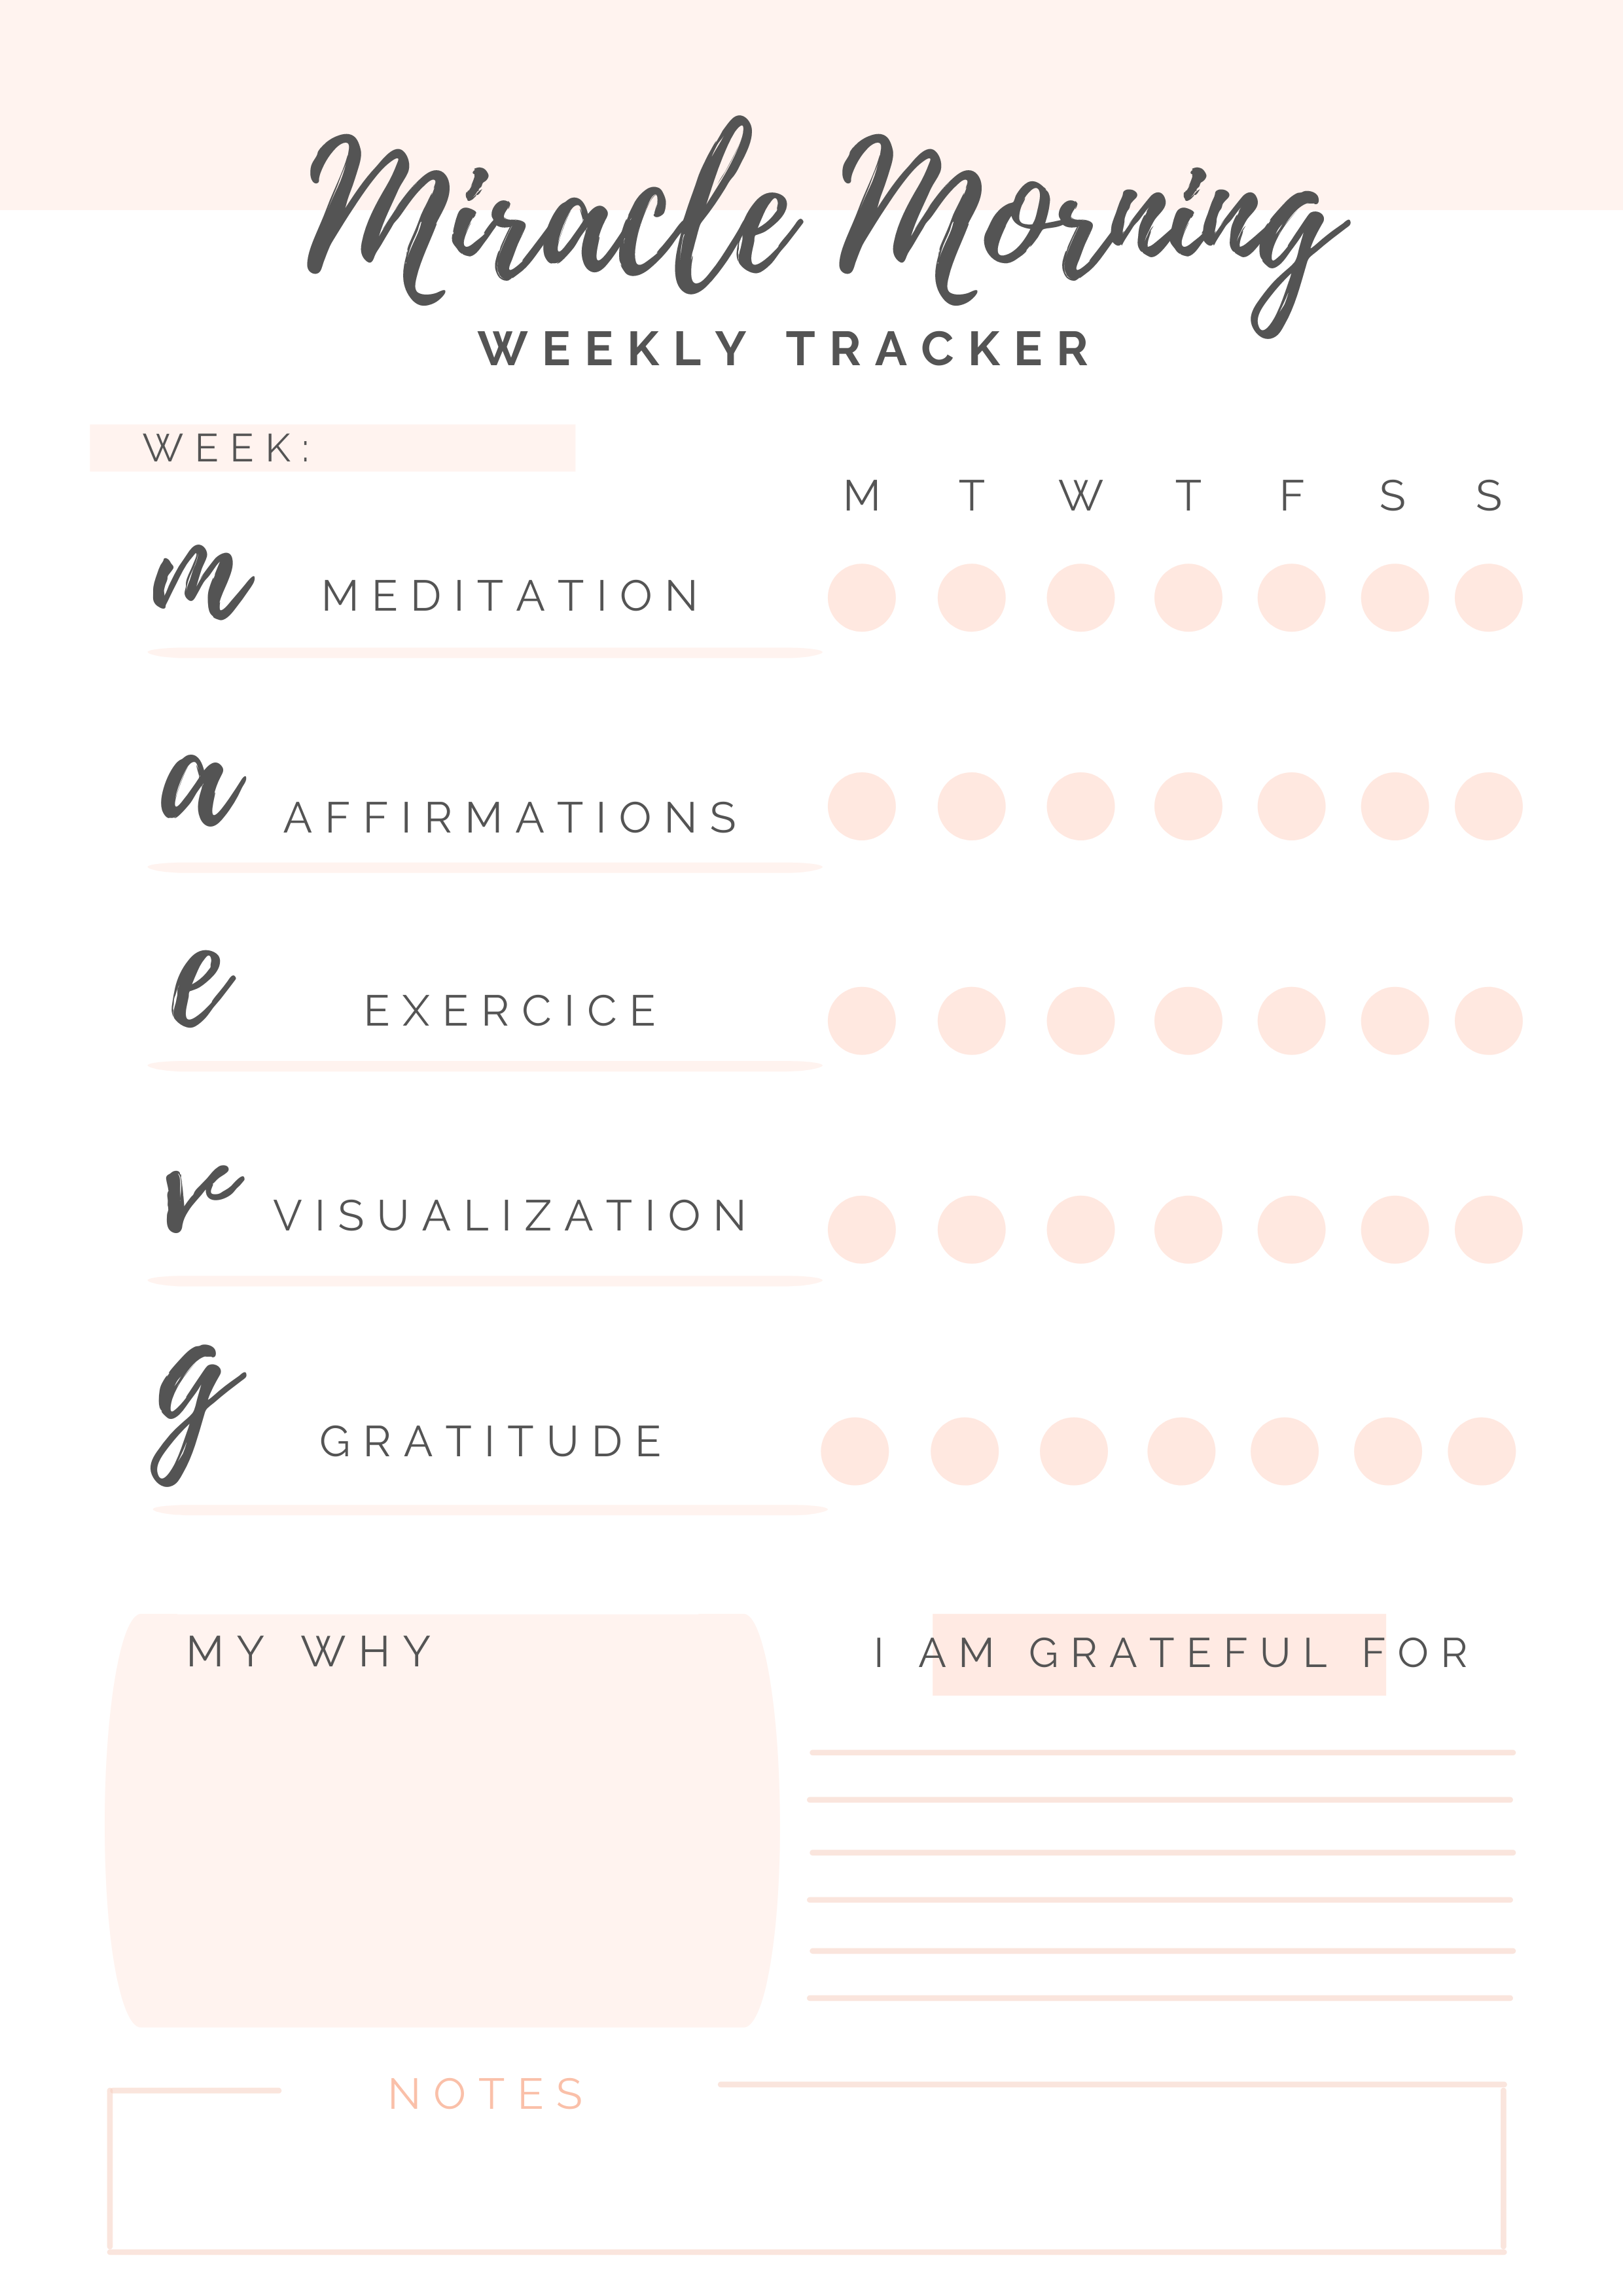 Miracle Morning
WEEKLY TRACKER
WEEK:
M T W T F S S
m MEDITATION
a AFFIRMATIONS
e EXERCICE
v VISUALIZATION
g GRATITUDE
MY WHY
I AM GRATEFUL FOR
NOTES